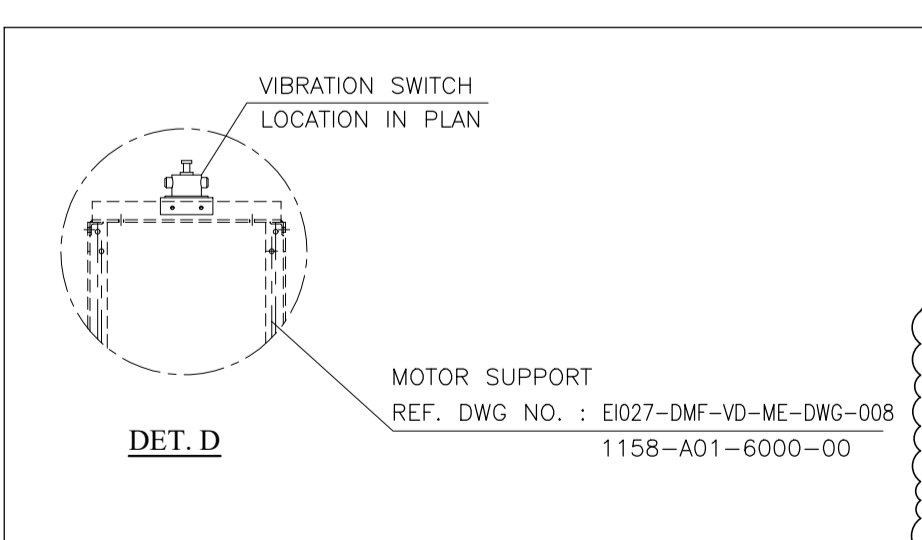 VIBRATION SWITCH
LOCATION IN PLAN
MOTOR SUPPORT
REF. DWG NO. : EI027-DMF-VD-ME-DWG-008
1158-A01-6000-00
DET. D